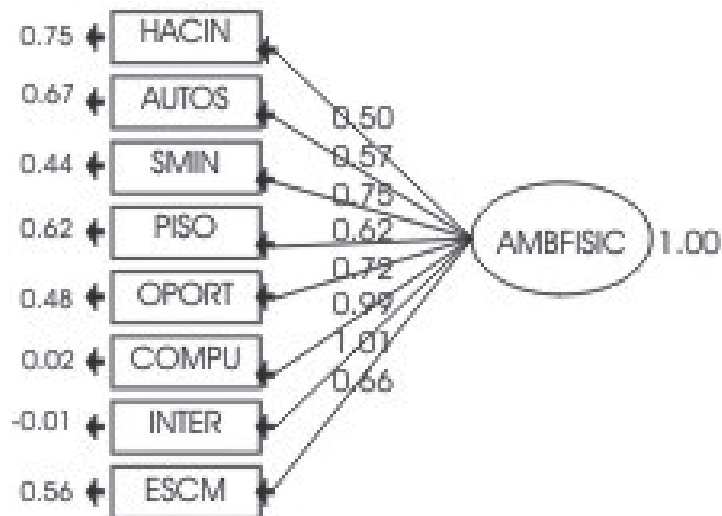 0.75 HACIN
0.67 AUTOS
0.50
0.57
0.44 SMIN
0.75
0.62 PISO
0.62
AMBFISIC 1.00
0.72
0.48 OPORT
0.99
0.02 COMPU
1.01
0.66
-0.01 INTER
0.56 ESCM